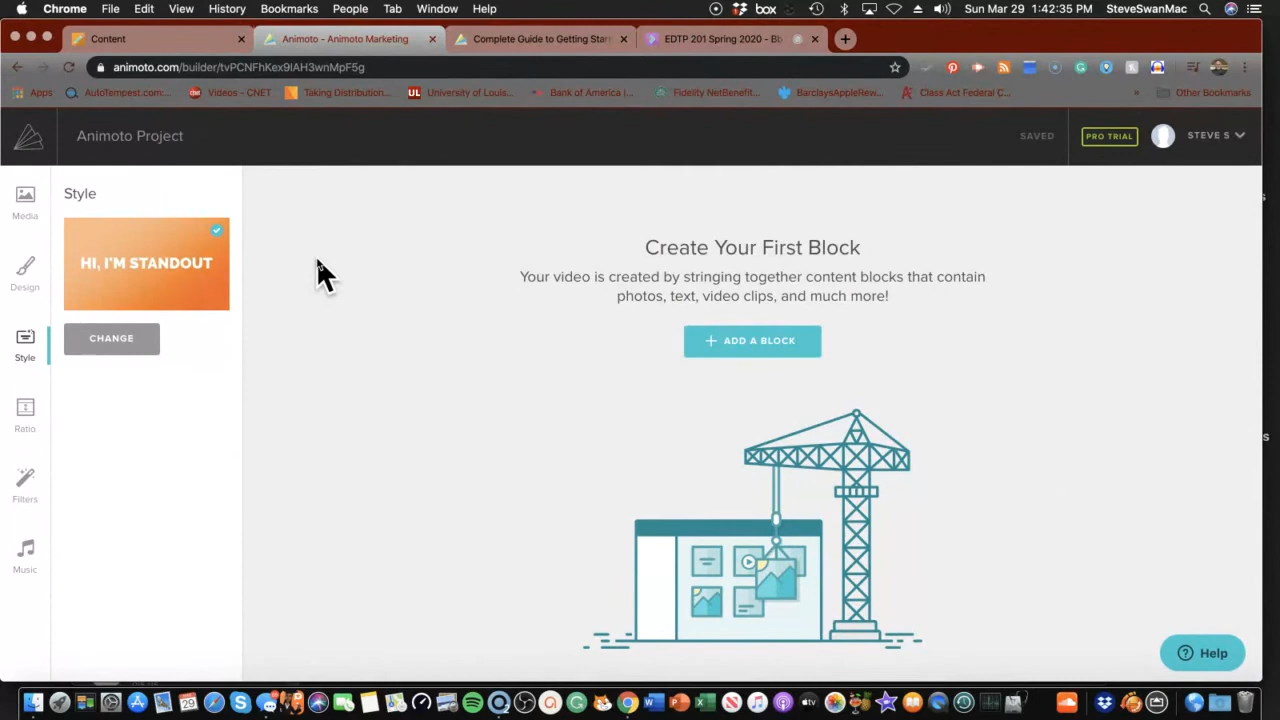 Chrome File Edit View History Bookmarks People Tab Window Help box Sun Mar 29 1:42:35 PM SteveSwanMac
Content Animoto - Animoto Marketing Complete Guide to Getting Star EDTP 201 Spring 2020 - Bb
animoto.com/builder/tvPCNFhKex9IAH3wnMpF5g
Apps AutoTempest.com:... Videos - CNET Taking Distribution... University of Louis... Bank of America |... Fidelity NetBenefit... BarclaysAppleRew... Class Act Federal C... » Other Bookmarks
Animoto Project SAVED PRO TRIAL STEVE S
Media
Design
Style
Ratio
Filters
Music
Style
HI, I'M STANDOUT
CHANGE
Create Your First Block
Your video is created by stringing together content blocks that contain
photos, text, video clips, and much more!
+ ADD A BLOCK
Help